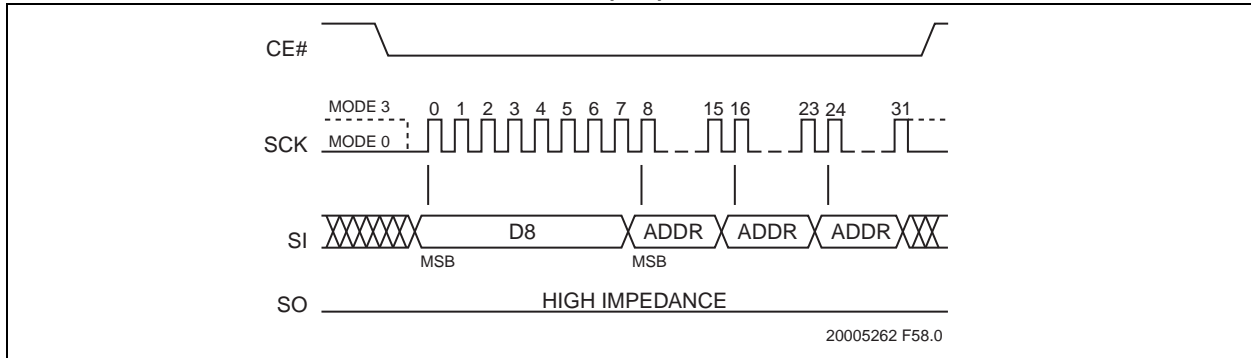 CE#
MODE 3 0 1 2 3 4 5 6 7 8 15 16 23 24 31
SCK MODE 0
SI D8 ADDR ADDR ADDR
MSB MSB
SO HIGH IMPEDANCE
20005262 F58.0